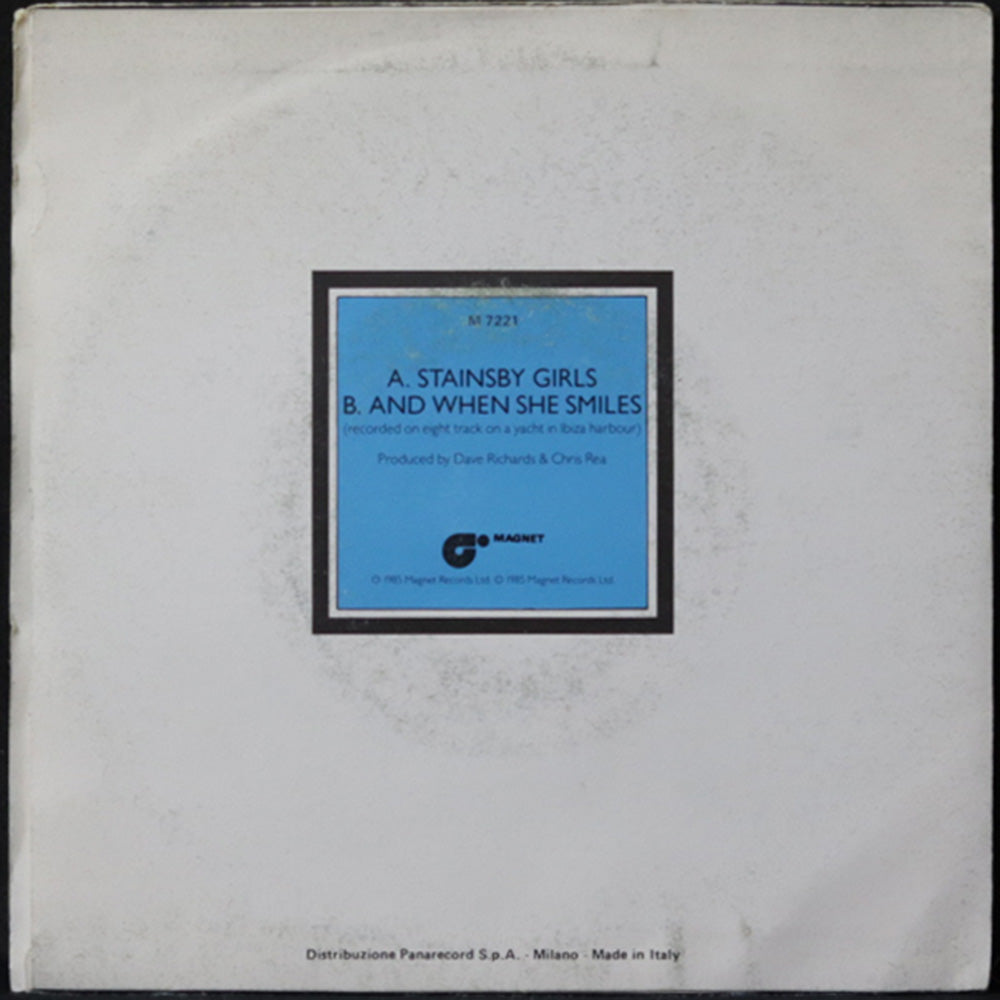 M 7221
A. STAINSBY GIRLS
B. AND WHEN SHE SMILES
(recorded on eight track on a yacht in Ibiza harbour)
Produced by Dave Richards & Chris Rea
MAGNET
℗ 1985 Magnet Records Ltd. © 1985 Magnet Records Ltd.
Distribuzione Panarecord S.p.A. - Milano - Made in Italy